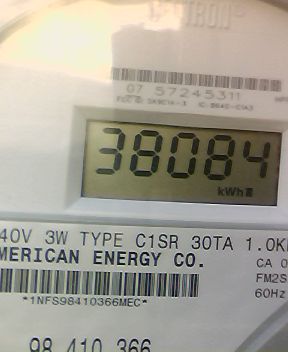 ITRON
07 57245311
38084
kWh
40V 3W TYPE C1SR 30TA 1.0K
MERICAN ENERGY CO.
CA 0
FM2S
60Hz
*1NFS98410366MEC*
98 410 366